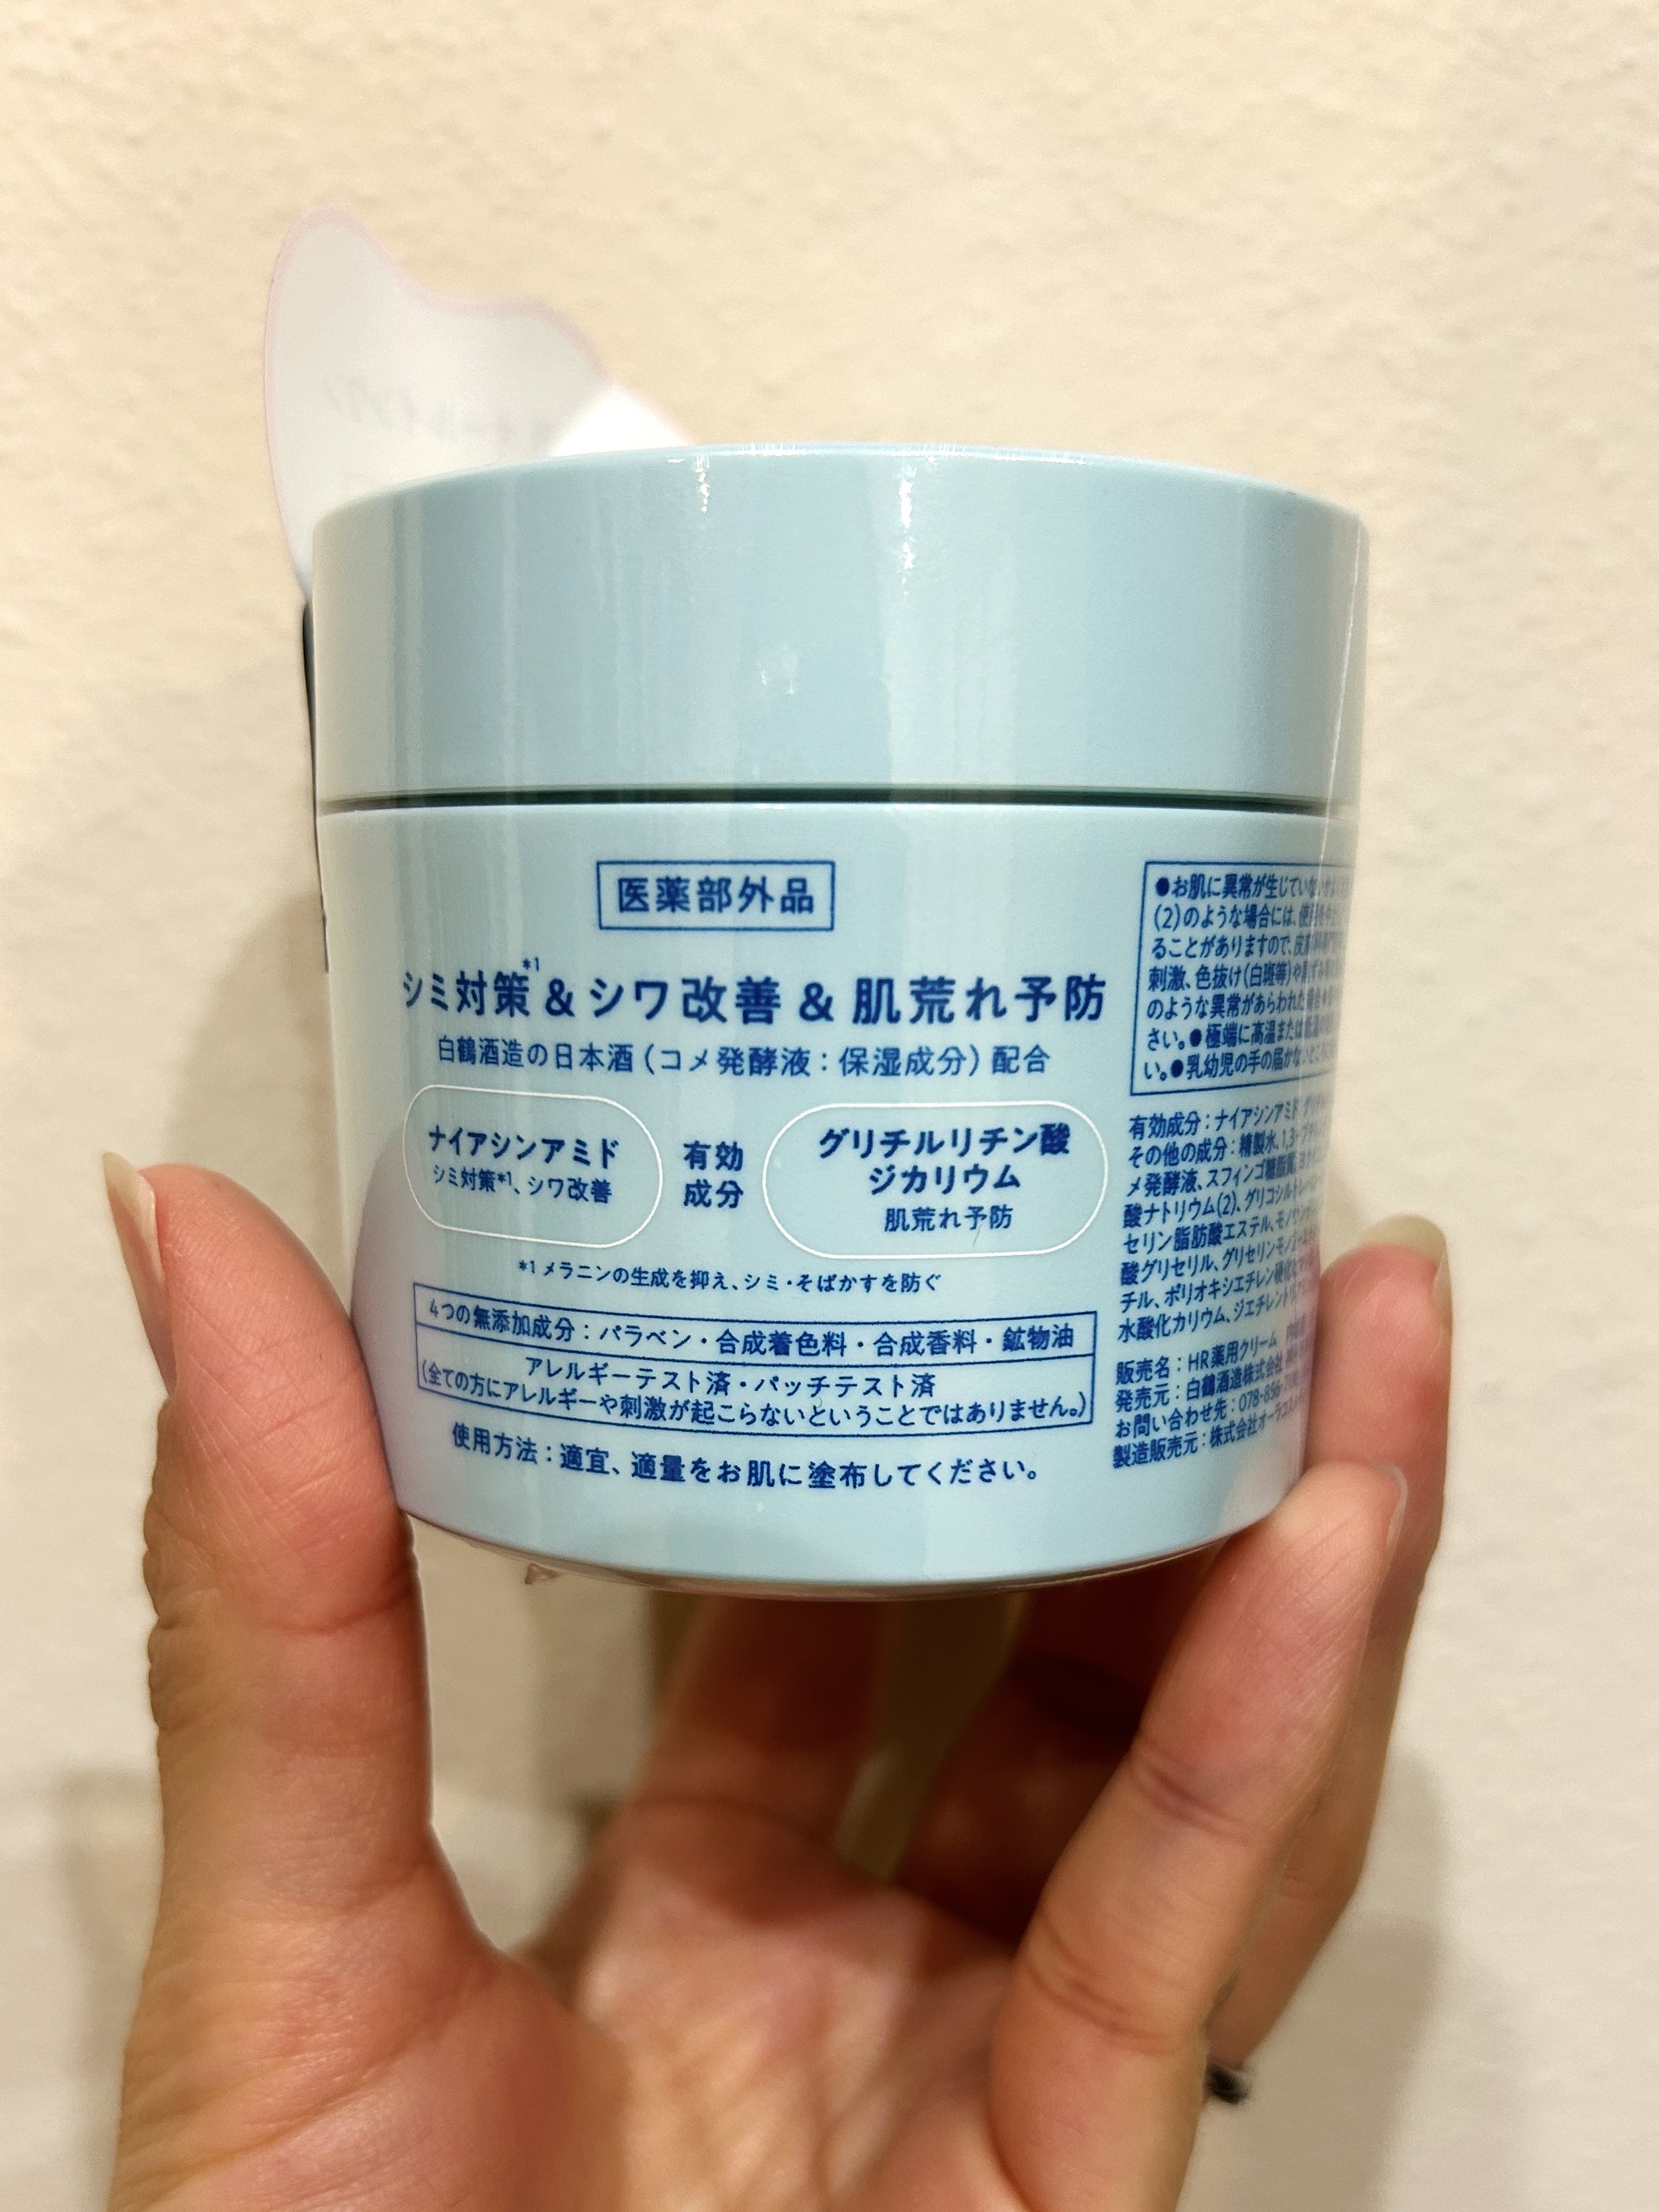 医薬部外品
シミ対策*1&シワ改善&肌荒れ予防
白鶴酒造の日本酒(コメ発酵液:保湿成分)配合
ナイアシンアミド
シミ対策*1、シワ改善
有効
成分
グリチルリチン酸
ジカリウム
肌荒れ予防
*1 メラニンの生成を抑え、シミ・そばかすを防ぐ
4つの無添加成分:パラベン・合成着色料・合成香料・鉱物油
アレルギーテスト済・パッチテスト済
(全ての方にアレルギーや刺激が起こらないということではありません。)
使用方法:適宜、適量をお肌に塗布してください。
●お肌に異常が生じていな
(2)のような場合には、使
ることがありますので、皮
刺激、色抜け(白斑等)や
のような異常があらわれた
さい。●極端に高温または
い。●乳幼児の手の届かない
有効成分:ナイアシンアミド
その他の成分:精製水、1,3-
メ発酵液、スフィンゴ糖脂質
酸ナトリウム(2)、グリコシル
セリン脂肪酸エステル、モノ
酸グリセリル、グリセリンモノ
チル、ポリオキシエチレン硬化
水酸化カリウム、ジエチレント
販売名:HR薬用クリーム
発売元:白鶴酒造株式会社
お問い合わせ先:078-856-
製造販売元:株式会社